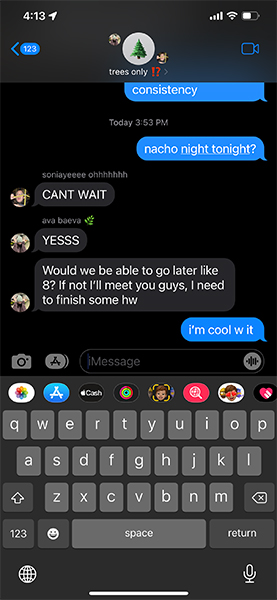 4:13
123
trees only ⁉️ >
consistency
Today 3:53 PM
nacho night tonight?
soniayeeee ohhhhhhh
CANT WAIT
ava baeva 🌿
YESSS
Would we be able to go later like
8? If not I'll meet you guys, I need
to finish some hw
i'm cool w it
iMessage
Cash
q w e r t y u i o p
a s d f g h j k l
z x c v b n m
123 space return